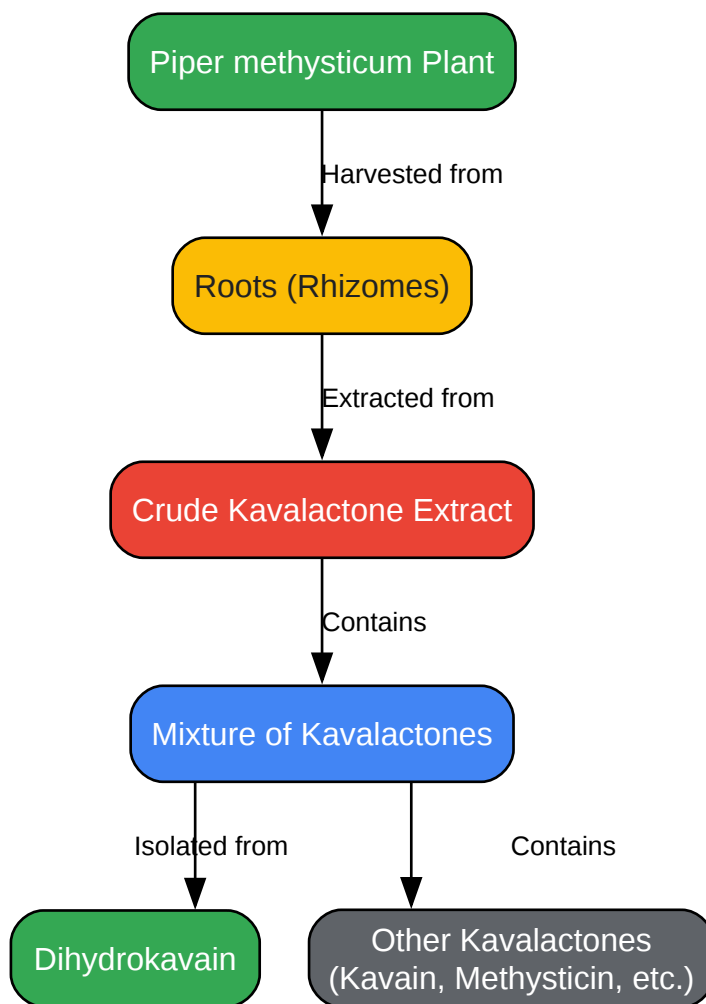 Piper methysticum Plant
Harvested from
Roots (Rhizomes)
Extracted from
Crude Kavalactone Extract
Contains
Mixture of Kavalactones
Isolated from
Contains
Dihydrokavain
Other Kavalactones
(Kavain, Methysticin, etc.)